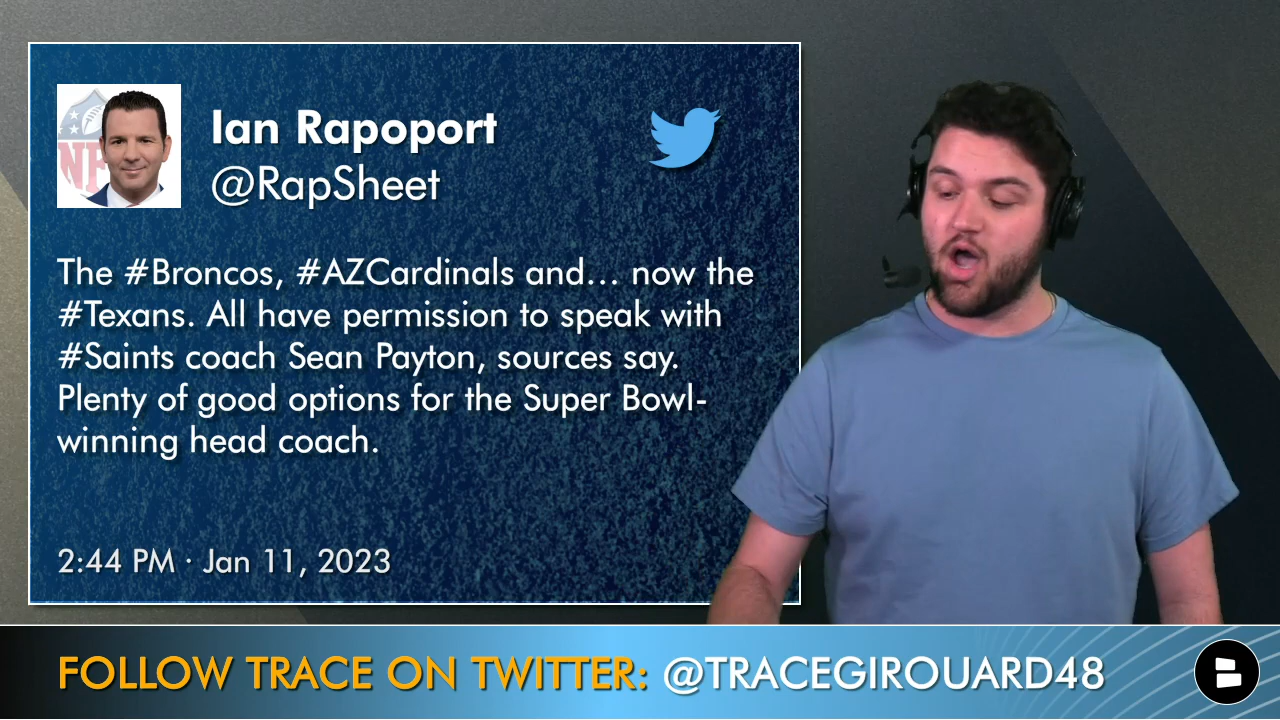 Ian Rapoport
@RapSheet
The #Broncos, #AZCardinals and… now the
#Texans. All have permission to speak with
#Saints coach Sean Payton, sources say.
Plenty of good options for the Super Bowl-
winning head coach.
2:44 PM · Jan 11, 2023
FOLLOW TRACE ON TWITTER: @TRACEGIROUARD48